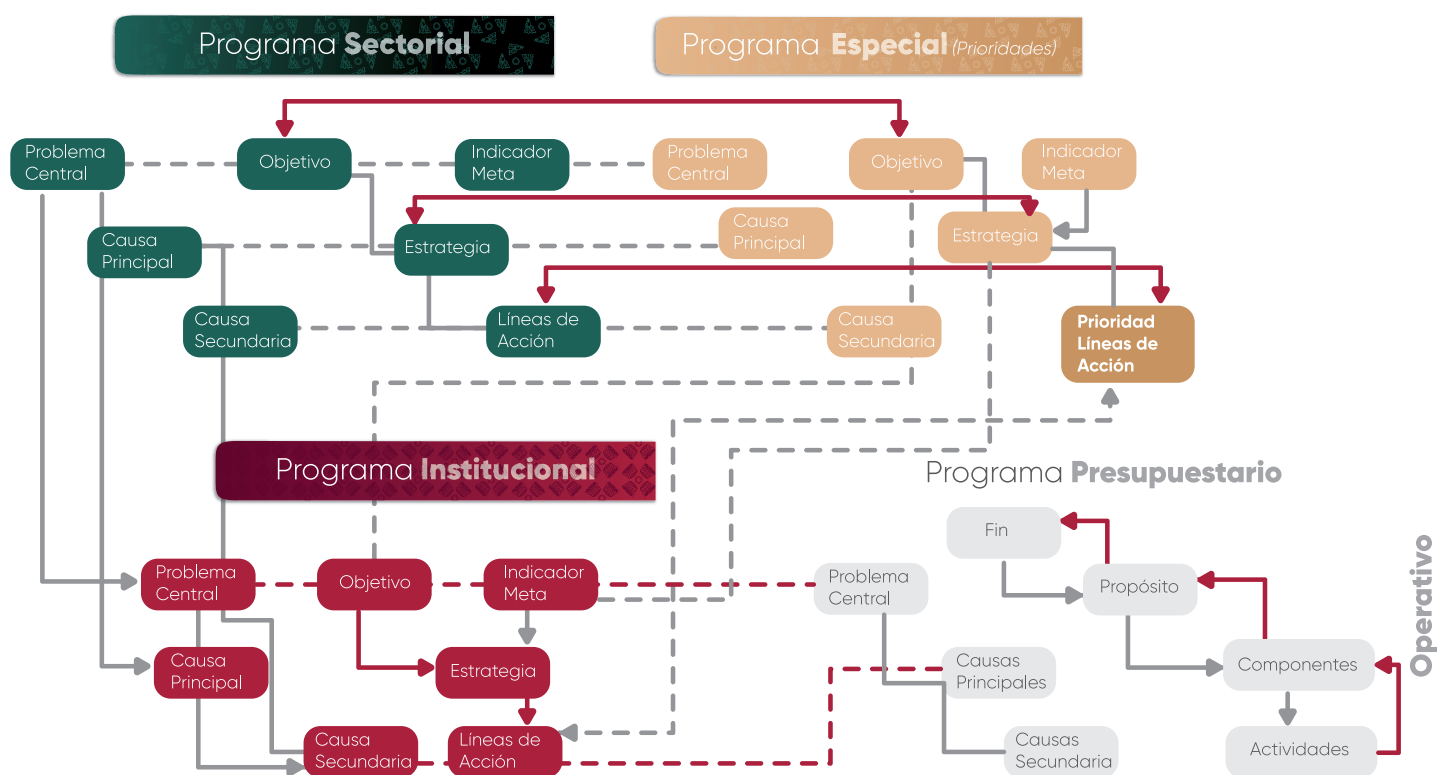 Programa Sectorial
Programa Especial (Prioridades)
Problema
Central
Objetivo
Indicador
Meta
Problema
Central
Objetivo
Indicador
Meta
Causa
Principal
Estrategia
Causa
Principal
Estrategia
Causa
Secundaria
Líneas de
Acción
Causa
Secundaria
Prioridad
Líneas de
Acción
Programa Institucional
Programa Presupuestario
Fin
Problema
Central
Objetivo
Indicador
Meta
Problema
Central
Propósito
Operativo
Causa
Principal
Estrategia
Causas
Principales
Componentes
Causa
Secundaria
Líneas de
Acción
Causas
Secundaria
Actividades